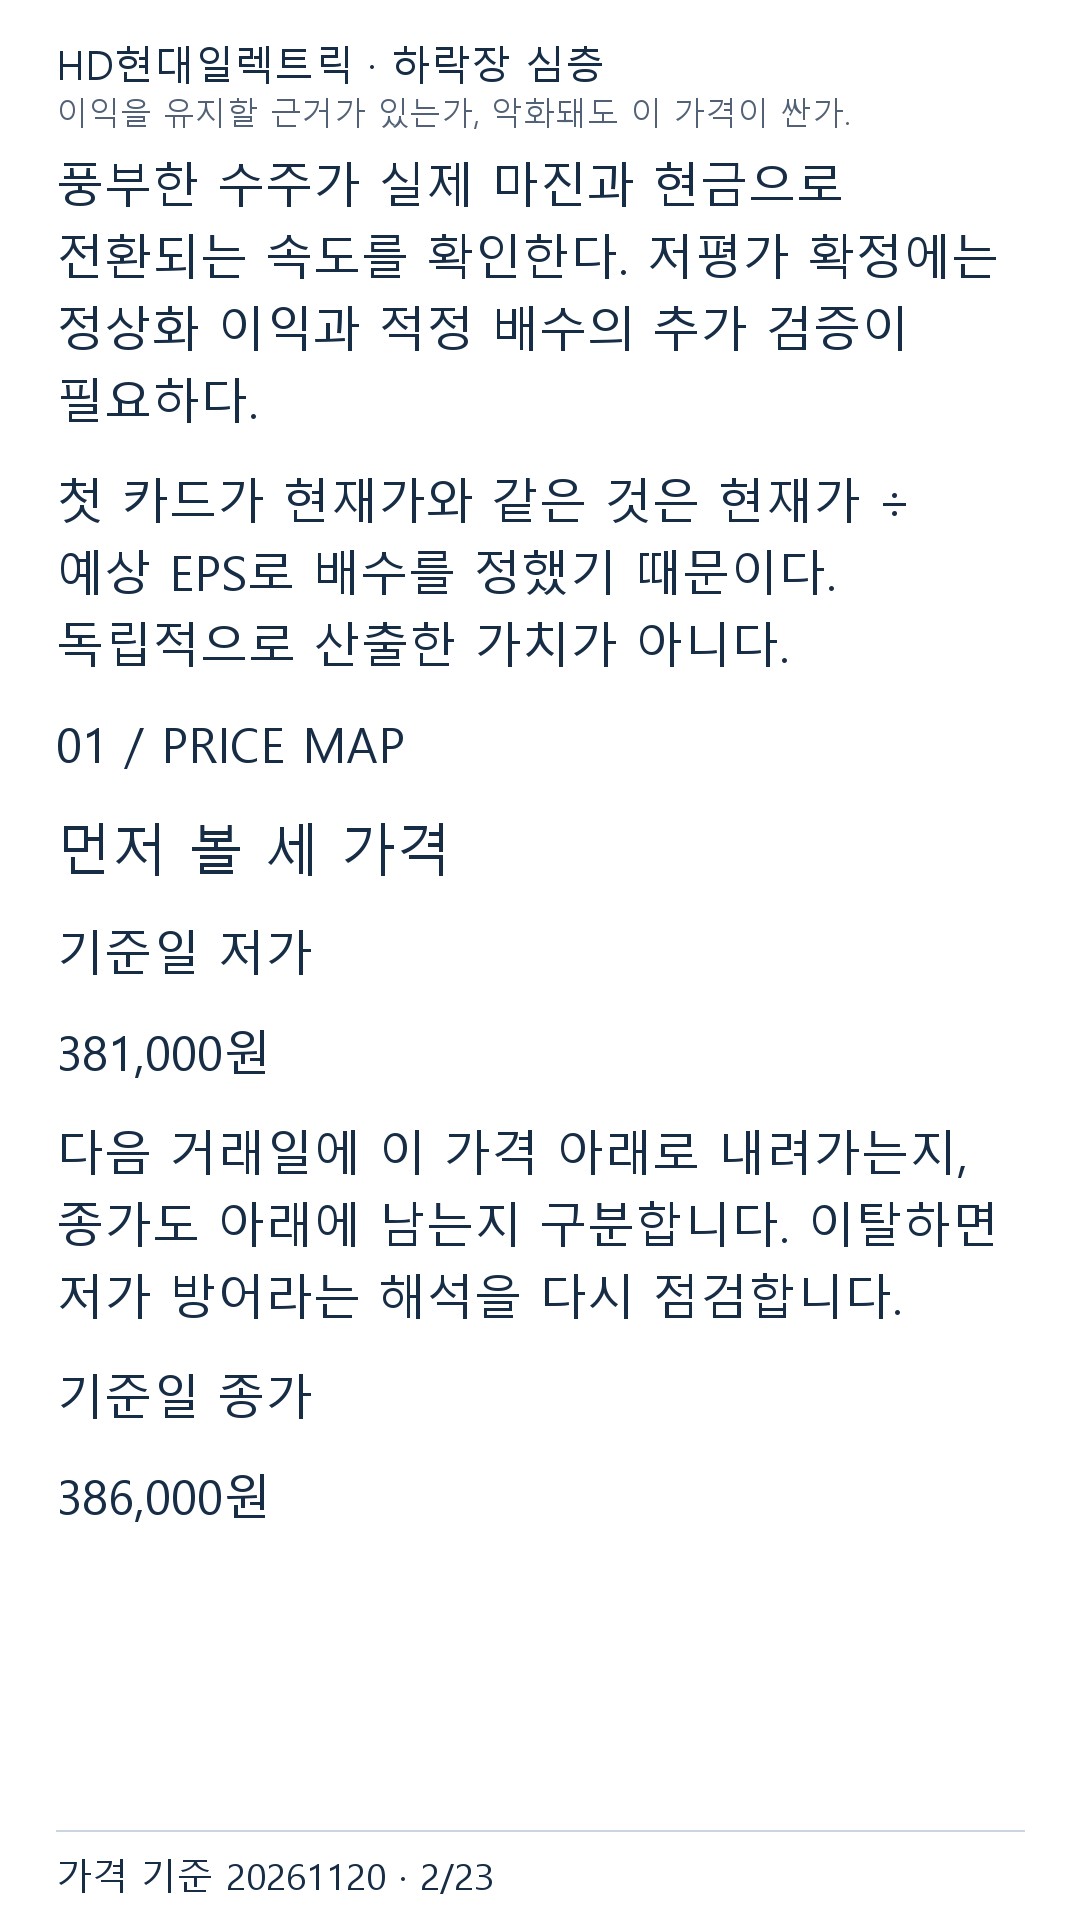 HD현대일렉트릭 · 하락장 심층
이익을 유지할 근거가 있는가, 악화돼도 이 가격이 싼가.
풍부한 수주가 실제 마진과 현금으로
전환되는 속도를 확인한다. 저평가 확정에는
정상화 이익과 적정 배수의 추가 검증이
필요하다.
첫 카드가 현재가와 같은 것은 현재가 ÷
예상 EPS로 배수를 정했기 때문이다.
독립적으로 산출한 가치가 아니다.
01 / PRICE MAP
먼저 볼 세 가격
기준일 저가
381,000원
다음 거래일에 이 가격 아래로 내려가는지,
종가도 아래에 남는지 구분합니다. 이탈하면
저가 방어라는 해석을 다시 점검합니다.
기준일 종가
386,000원
가격 기준 20261120 · 2/23